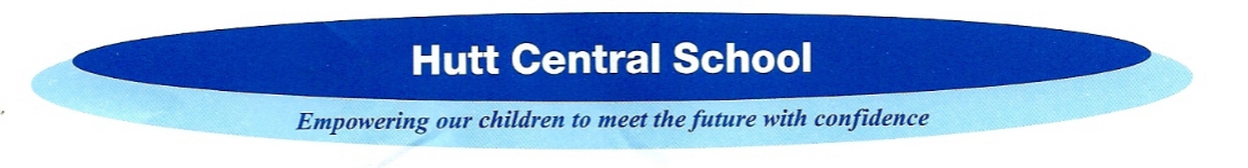 Hutt Central School
Empowering our children to meet the future with confidence